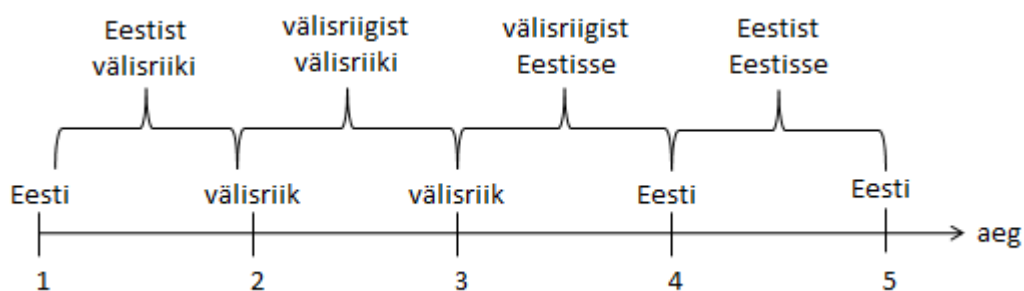 Eestist
välisriiki
välisriigist
välisriiki
välisriigist
Eestisse
Eestist
Eestisse
Eesti
välisriik
välisriik
Eesti
Eesti
aeg
1
2
3
4
5